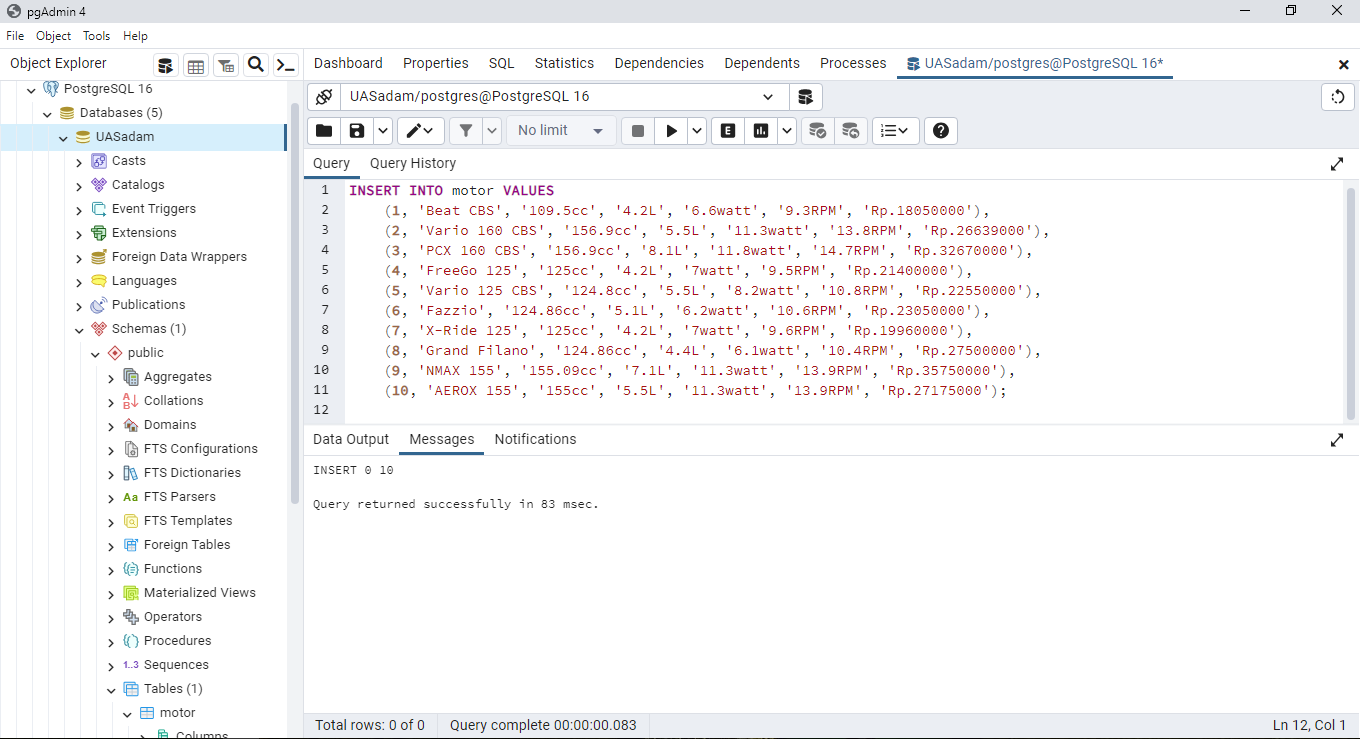 pgAdmin 4
File Object Tools Help
Object Explorer
Dashboard Properties SQL Statistics Dependencies Dependents Processes UASadam/postgres@PostgreSQL 16*
PostgreSQL 16
Databases (5)
UASadam
Casts
Catalogs
Event Triggers
Extensions
Foreign Data Wrappers
Languages
Publications
Schemas (1)
public
Aggregates
Collations
Domains
FTS Configurations
FTS Dictionaries
Aa FTS Parsers
FTS Templates
Foreign Tables
Functions
Materialized Views
Operators
Procedures
1..3 Sequences
Tables (1)
motor
Columns
UASadam/postgres@PostgreSQL 16
No limit
E
Query Query History
1 INSERT INTO motor VALUES
2 (1, 'Beat CBS', '109.5cc', '4.2L', '6.6watt', '9.3RPM', 'Rp.18050000'),
3 (2, 'Vario 160 CBS', '156.9cc', '5.5L', '11.3watt', '13.8RPM', 'Rp.26639000'),
4 (3, 'PCX 160 CBS', '156.9cc', '8.1L', '11.8watt', '14.7RPM', 'Rp.32670000'),
5 (4, 'FreeGo 125', '125cc', '4.2L', '7watt', '9.5RPM', 'Rp.21400000'),
6 (5, 'Vario 125 CBS', '124.8cc', '5.5L', '8.2watt', '10.8RPM', 'Rp.22550000'),
7 (6, 'Fazzio', '124.86cc', '5.1L', '6.2watt', '10.6RPM', 'Rp.23050000'),
8 (7, 'X-Ride 125', '125cc', '4.2L', '7watt', '9.6RPM', 'Rp.19960000'),
9 (8, 'Grand Filano', '124.86cc', '4.4L', '6.1watt', '10.4RPM', 'Rp.27500000'),
10 (9, 'NMAX 155', '155.09cc', '7.1L', '11.3watt', '13.9RPM', 'Rp.35750000'),
11 (10, 'AEROX 155', '155cc', '5.5L', '11.3watt', '13.9RPM', 'Rp.27175000');
12
Data Output Messages Notifications
INSERT 0 10
Query returned successfully in 83 msec.
Total rows: 0 of 0 Query complete 00:00:00.083 Ln 12, Col 1